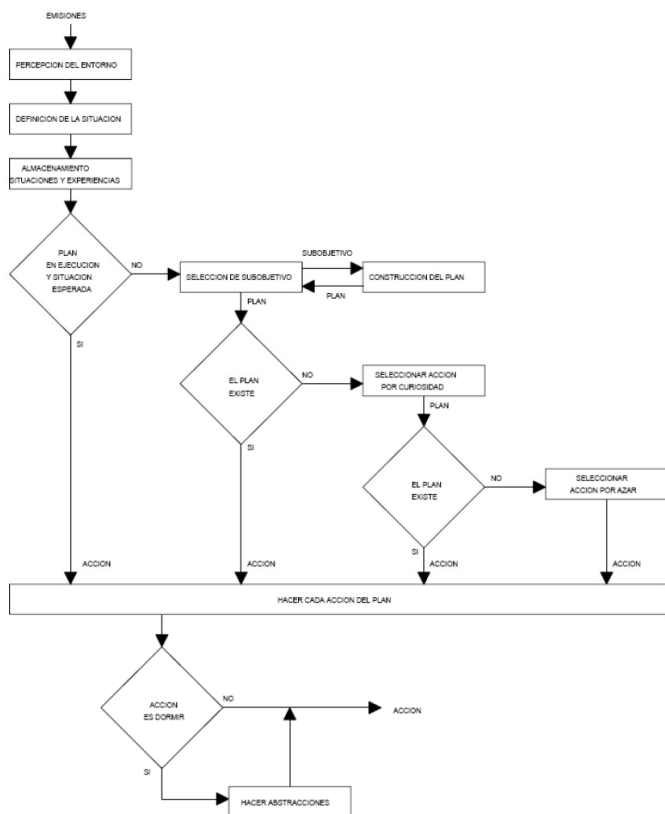 EMISIONES
PERCEPCION DEL ENTORNO
DEFINICION DE LA SITUACION
ALMACENAMIENTO
SITUACIONES Y EXPERIENCIAS
PLAN
EN EJECUCION
Y SITUACION
ESPERADA
NO
SI
SELECCION DE SUBOBJETIVO
SUBOBJETIVO
CONSTRUCCION DEL PLAN
PLAN
PLAN
EL PLAN
EXISTE
NO
SI
SELECCIONAR ACCION
POR CURIOSIDAD
PLAN
EL PLAN
EXISTE
NO
SI
SELECCIONAR
ACCION POR AZAR
ACCION
ACCION
ACCION
ACCION
HACER CADA ACCION DEL PLAN
ACCION
ES DORMIR
NO
ACCION
SI
HACER ABSTRACCIONES